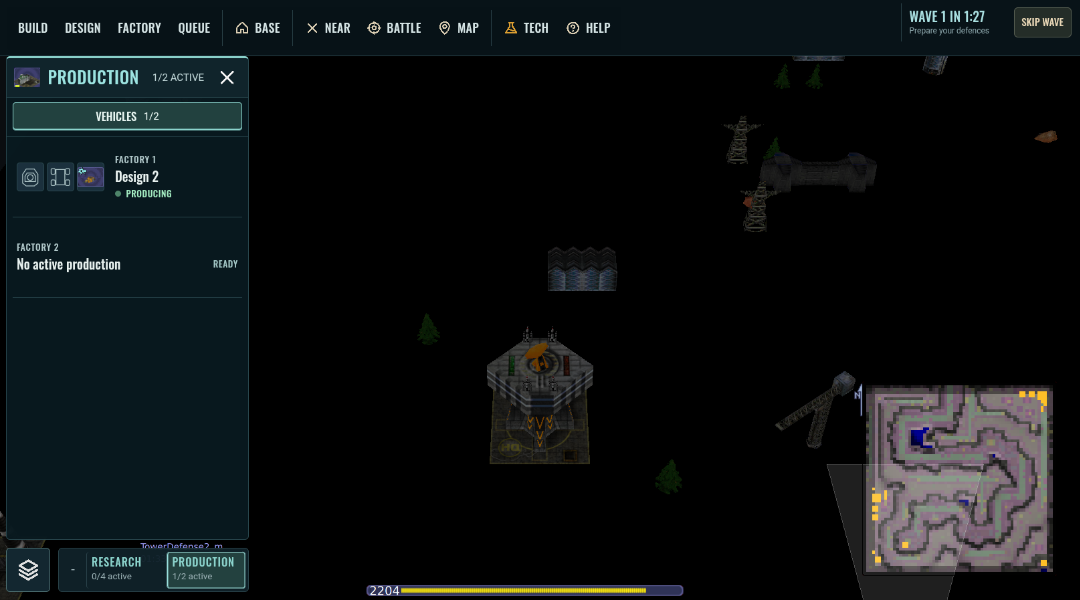 BUILD DESIGN FACTORY QUEUE BASE NEAR BATTLE MAP TECH HELP
WAVE 1 IN 1:27
Prepare your defences
SKIP WAVE
PRODUCTION 1/2 ACTIVE
VEHICLES 1/2
FACTORY 1
Design 2
PRODUCING
FACTORY 2
No active production READY
N
TowerDefense2_m
- RESEARCH
0/4 active
PRODUCTION
1/2 active
2204